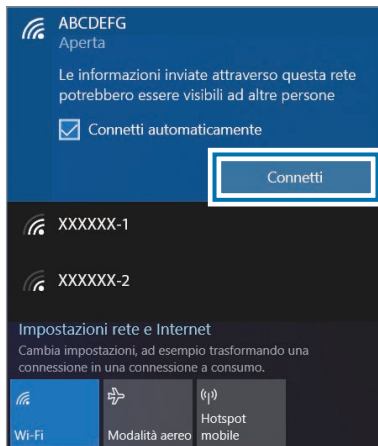 ABCDEFG
Aperta
Le informazioni inviate attraverso questa rete
potrebbero essere visibili ad altre persone
Connetti automaticamente
Connetti
XXXXXX-1
XXXXXX-2
Impostazioni rete e Internet
Cambia impostazioni, ad esempio trasformando una
connessione in una connessione a consumo.
Wi-Fi
Modalità aereo
Hotspot
mobile